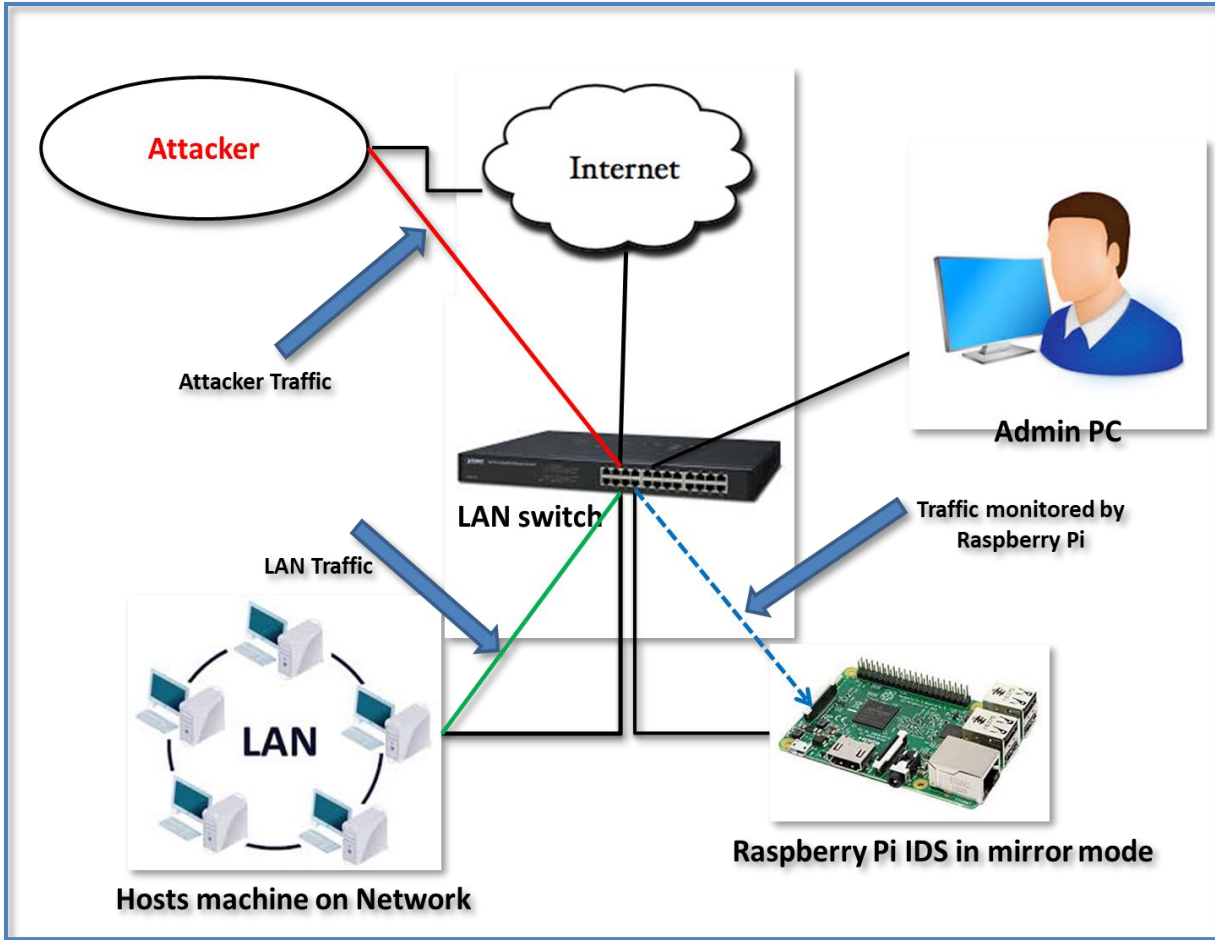 Attacker
Internet
Attacker Traffic
Admin PC
LAN switch
Traffic monitored by
Raspberry Pi
LAN Traffic
LAN
Raspberry Pi IDS in mirror mode
Hosts machine on Network